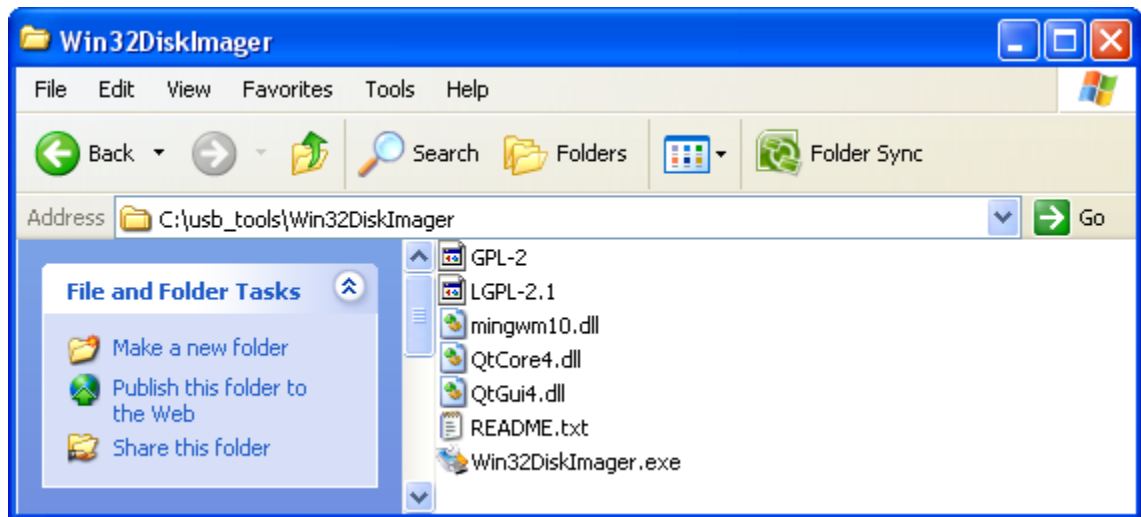 Win32DiskImager
File Edit View Favorites Tools Help
Back Search Folders Folder Sync
Address C:\usb_tools\Win32DiskImager Go
File and Folder Tasks
Make a new folder
Publish this folder to
the Web
Share this folder
GPL-2
LGPL-2.1
mingwm10.dll
QtCore4.dll
QtGui4.dll
README.txt
Win32DiskImager.exe